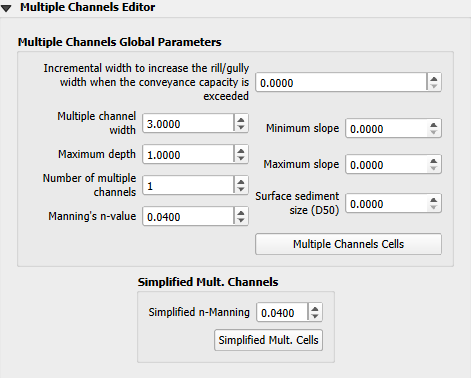 Multiple Channels Editor
Multiple Channels Global Parameters
Incremental width to increase the rill/gully
width when the conveyance capacity is
exceeded
0.0000
Multiple channel
width
3.0000
Minimum slope
0.0000
Maximum depth
1.0000
Maximum slope
0.0000
Number of multiple
channels
1
Surface sediment
size (D50)
0.0000
Manning's n-value
0.0400
Multiple Channels Cells
Simplified Mult. Channels
Simplified n-Manning
0.0400
Simplified Mult. Cells